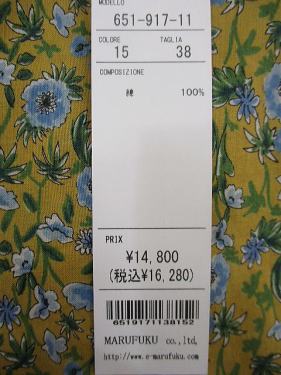 MODELLO
651-917-11
COLORE TAGLIA
15 38
COMPOSIZIONE
綿 100%
PRIX
¥14,800
(税込¥16,280)
6519171138152
MARUFUKU co.,ltd,
http://www.e-marufuku.com/